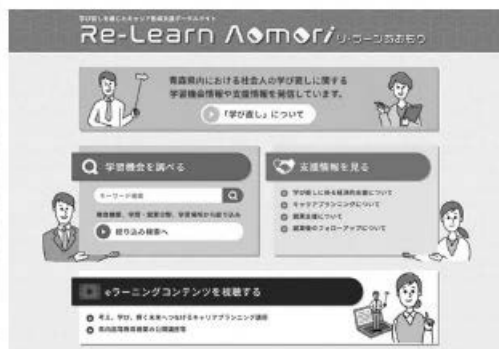 学び直しを通じたキャリア形成支援ポータルサイト
Re-Learn Aomori リ・ラーンあおもり
青森県内における社会人の学び直しに関する
学習機会情報や支援情報を発信しています。
「学び直し」について
学習機会を調べる
キーワード検索
絞り込み検索へ
支援情報を見る
学び直しに係る経済的支援について
キャリアプランニングについて
就業支援について
就業後のフォローアップについて
eラーニングコンテンツを視聴する
考え、学び、輝く未来へつなげるキャリアプランニング講座